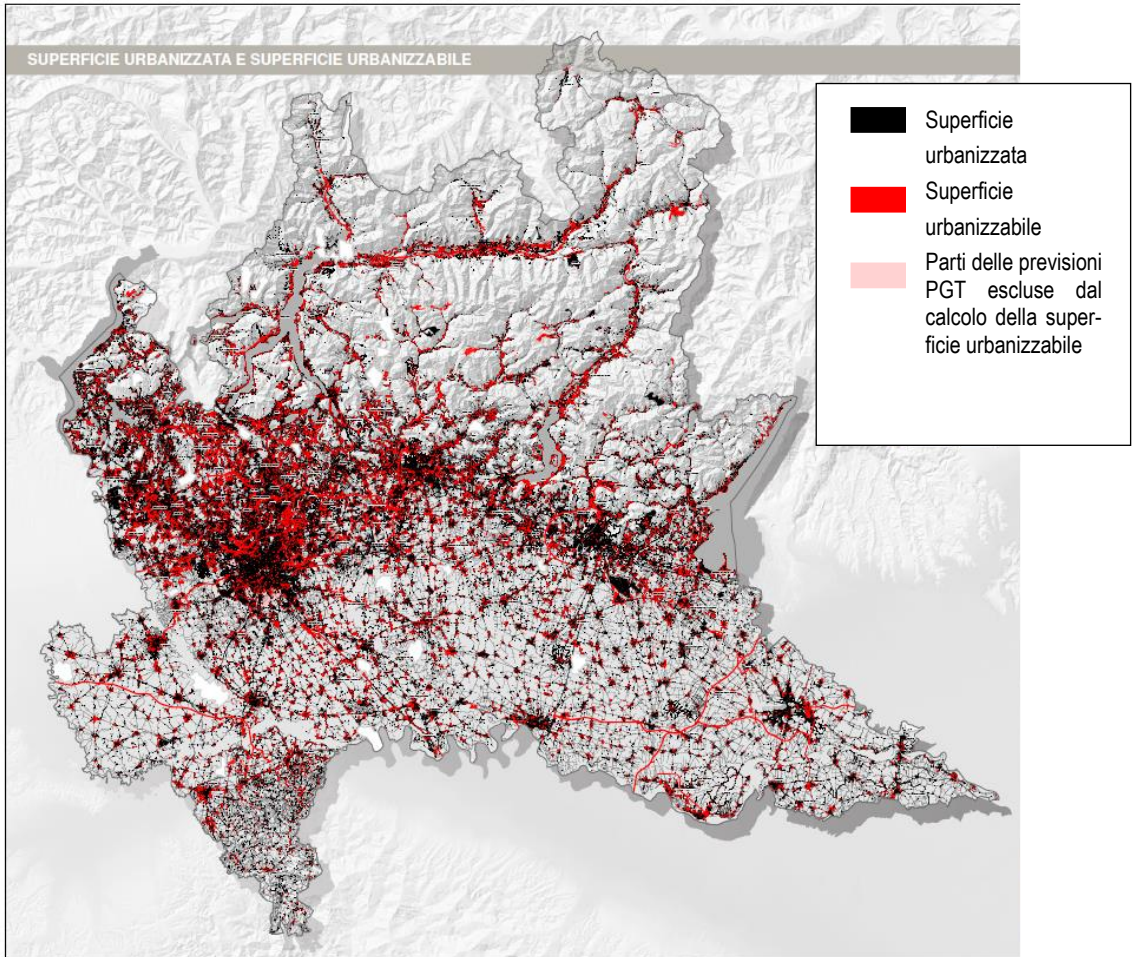 SUPERFICIE URBANIZZATA E SUPERFICIE URBANIZZABILE
Superficie
urbanizzata
Superficie
urbanizzabile
Parti delle previsioni
PGT escluse dal
calcolo della super-
ficie urbanizzabile